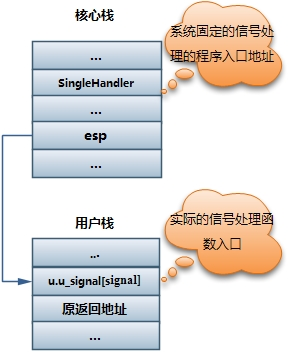 核心栈
...
SingleHandler
...
esp
...
系统固定的信号处
理的程序入口地址
用户栈
...
u.u_signal[signal]
原返回地址
...
实际的信号处理函
数入口